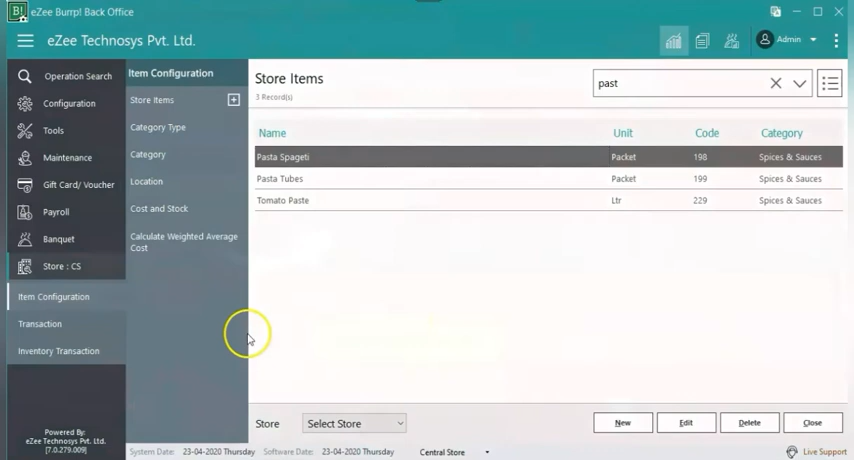 B! eZee Burrp! Back Office
eZee Technosys Pvt. Ltd.
Admin
Operation Search
Configuration
Tools
Maintenance
Gift Card/ Voucher
Payroll
Banquet
Store : CS
Item Configuration
Transaction
Inventory Transaction
Powered By:
eZee Technosys Pvt. Ltd.
[7.0.279.009]
Item Configuration
Store Items
Category Type
Category
Location
Cost and Stock
Calculate Weighted Average
Cost
Store Items
3 Record(s)
past
Name Unit Code Category
Pasta Spageti Packet 198 Spices & Sauces
Pasta Tubes Packet 199 Spices & Sauces
Tomato Paste Ltr 229 Spices & Sauces
Store Select Store New Edit Delete Close
System Date: 23-04-2020 Thursday Software Date: 23-04-2020 Thursday Central Store Live Support